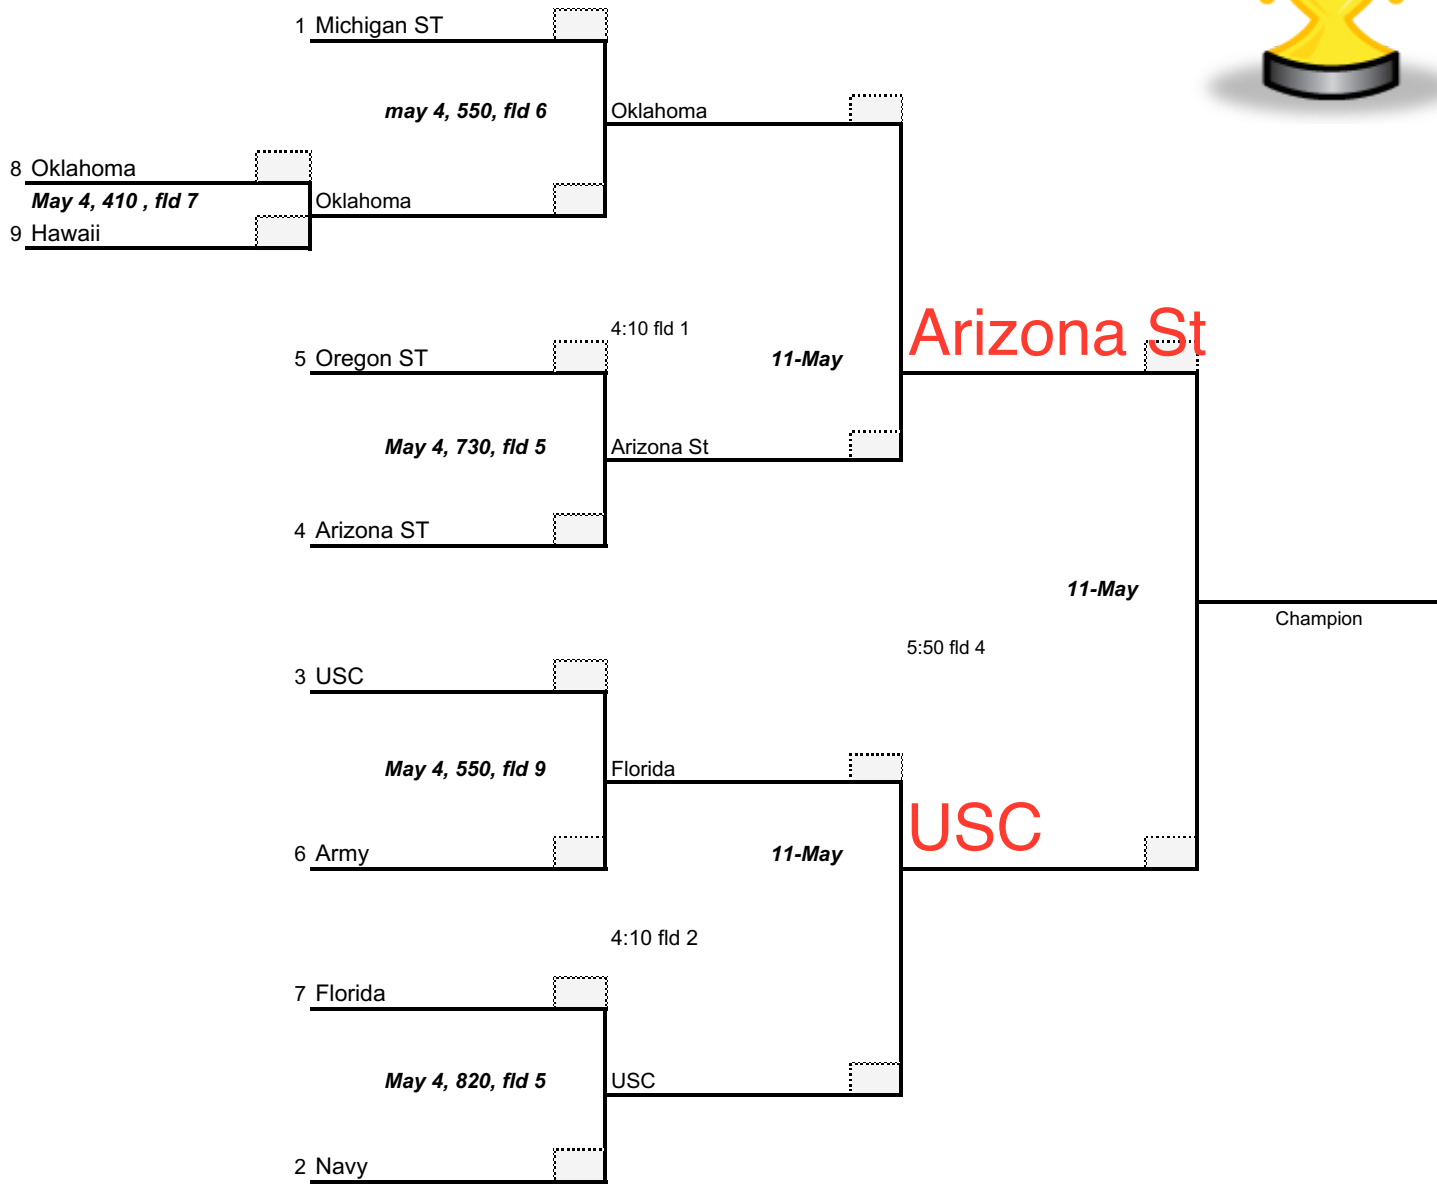 1 Michigan ST
may 4, 550, fld 6
Oklahoma
8 Oklahoma
May 4, 410 , fld 7
Oklahoma
9 Hawaii
4:10 fld 1
Arizona St
5 Oregon ST
11-May
May 4, 730, fld 5
Arizona St
4 Arizona ST
11-May
Champion
5:50 fld 4
3 USC
May 4, 550, fld 9
Florida
USC
6 Army
11-May
4:10 fld 2
7 Florida
May 4, 820, fld 5
USC
2 Navy